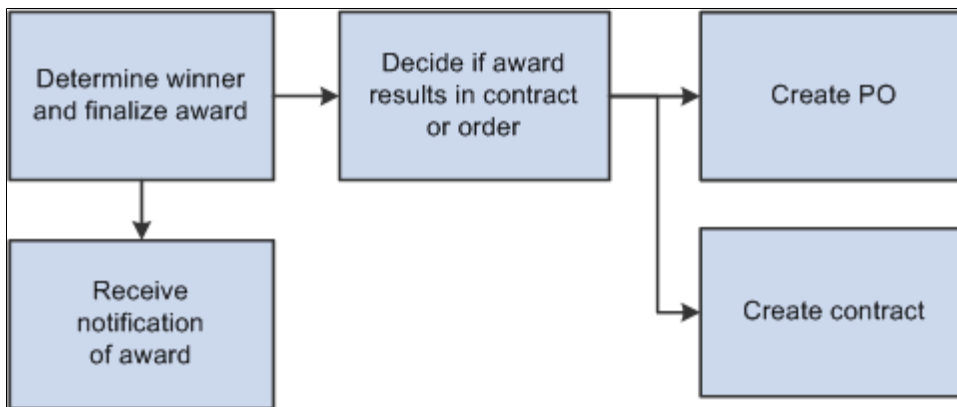 Determine winner
and finalize award
Decide if award
results in contract
or order
Create PO
Receive
notification
of award
Create contract